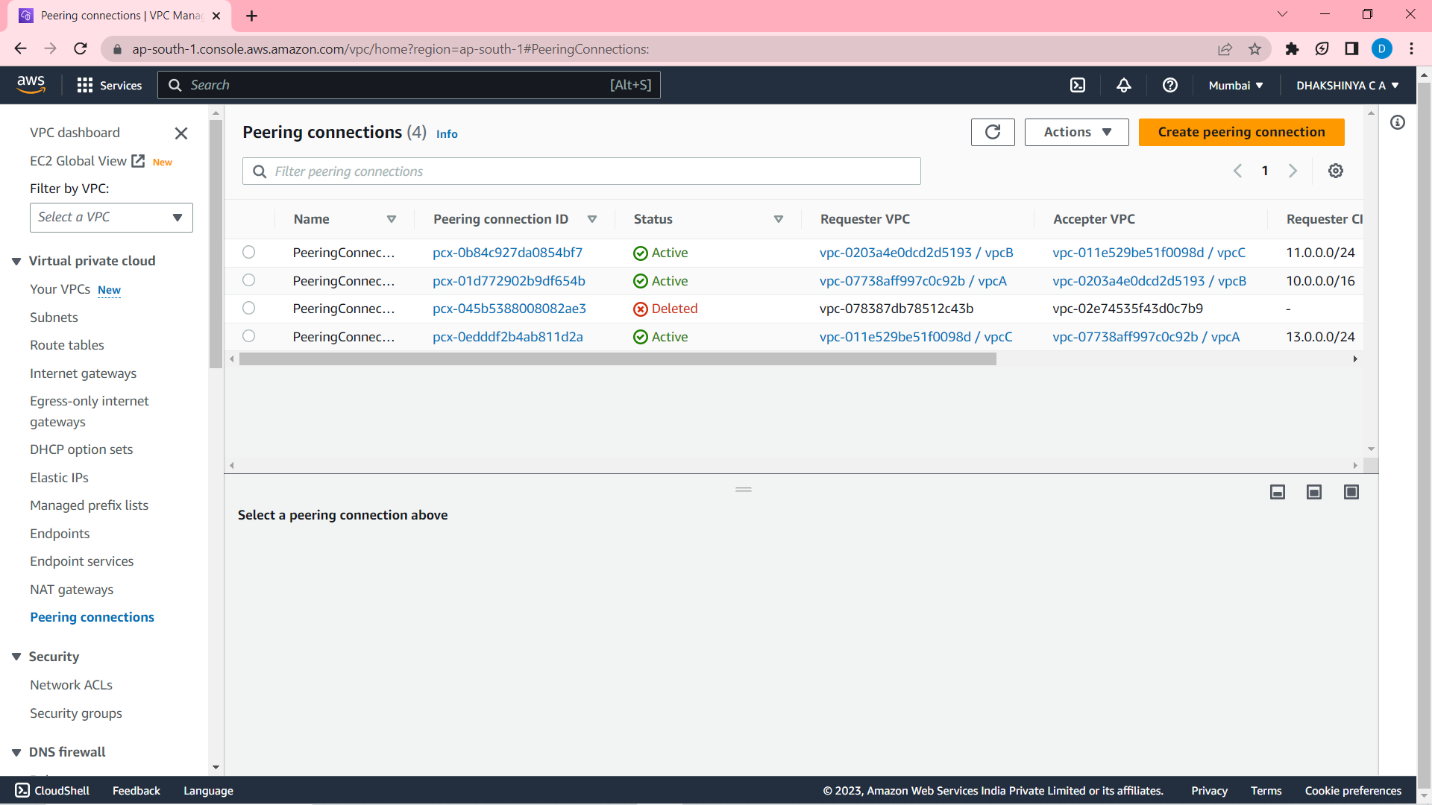 Peering connections | VPC Mana
ap-south-1.console.aws.amazon.com/vpc/home?region=ap-south-1#PeeringConnections:
D
aws
Services
Search
[Alt+S]
Mumbai
DHAKSHINYA C A
VPC dashboard
EC2 Global View New
Filter by VPC:
Select a VPC
Virtual private cloud
Your VPCs New
Subnets
Route tables
Internet gateways
Egress-only internet
gateways
DHCP option sets
Elastic IPs
Managed prefix lists
Endpoints
Endpoint services
NAT gateways
Peering connections
Security
Network ACLs
Security groups
DNS firewall
Peering connections (4) Info
Actions
Create peering connection
Filter peering connections
1
Name Peering connection ID Status Requester VPC Accepter VPC Requester CI
PeeringConnec... pcx-0b84c927da0854bf7 Active vpc-0203a4e0dcd2d5193 / vpcB vpc-011e529be51f0098d / vpcC 11.0.0.0/24
PeeringConnec... pcx-01d772902b9df654b Active vpc-07738aff997c0c92b / vpcA vpc-0203a4e0dcd2d5193 / vpcB 10.0.0.0/16
PeeringConnec... pcx-045b5388008082ae3 Deleted vpc-078387db78512c43b vpc-02e74535f43d0c7b9 -
PeeringConnec... pcx-0edddf2b4ab811d2a Active vpc-011e529be51f0098d / vpcC vpc-07738aff997c0c92b / vpcA 13.0.0.0/24
Select a peering connection above
CloudShell Feedback Language © 2023, Amazon Web Services India Private Limited or its affiliates. Privacy Terms Cookie preferences